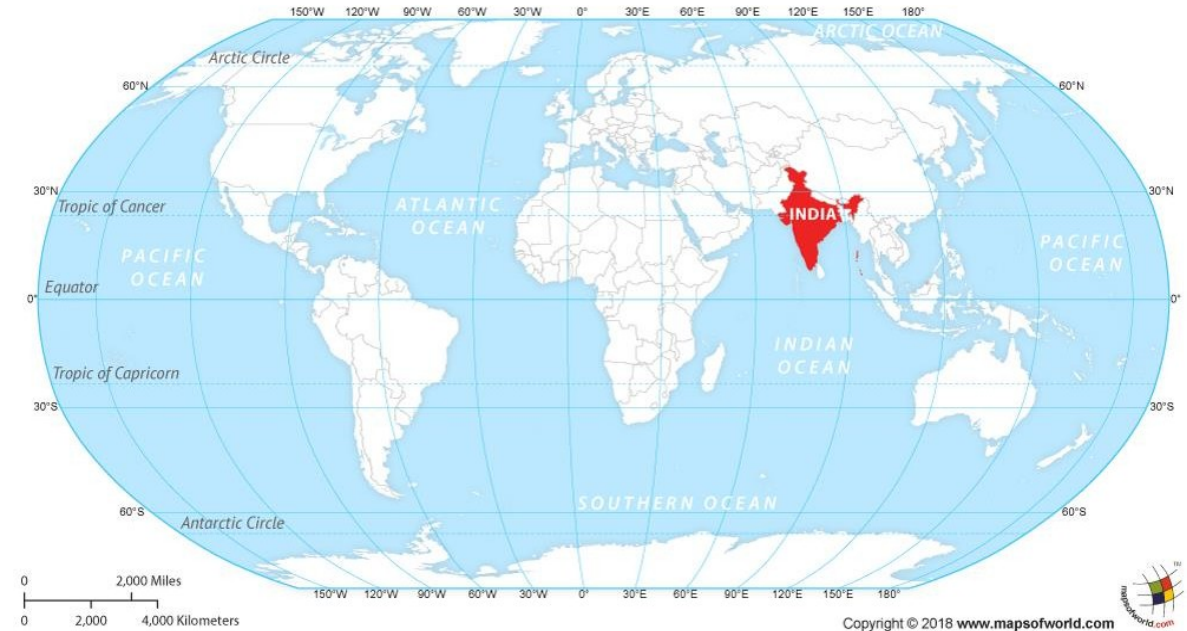 150°W 120°W 90°W 60°W 30°W 0° 30°E 60°E 90°E 120°E 150°E 180°
ARCTIC OCEAN
Arctic Circle
60°N 60°N
30°N 30°N
Tropic of Cancer
ATLANTIC
OCEAN
INDIA
PACIFIC
OCEAN
PACIFIC
OCEAN
Equator
0° 0°
INDIAN
OCEAN
Tropic of Capricorn
30°S 30°S
SOUTHERN OCEAN
60°S 60°S
Antarctic Circle
150°W 120°W 90°W 60°W 30°W 0° 30°E 60°E 90°E 120°E 150°E 180°
0 2,000 Miles
0 2,000 4,000 Kilometers
Copyright © 2018 www.mapsofworld.com
mapsofworld.com